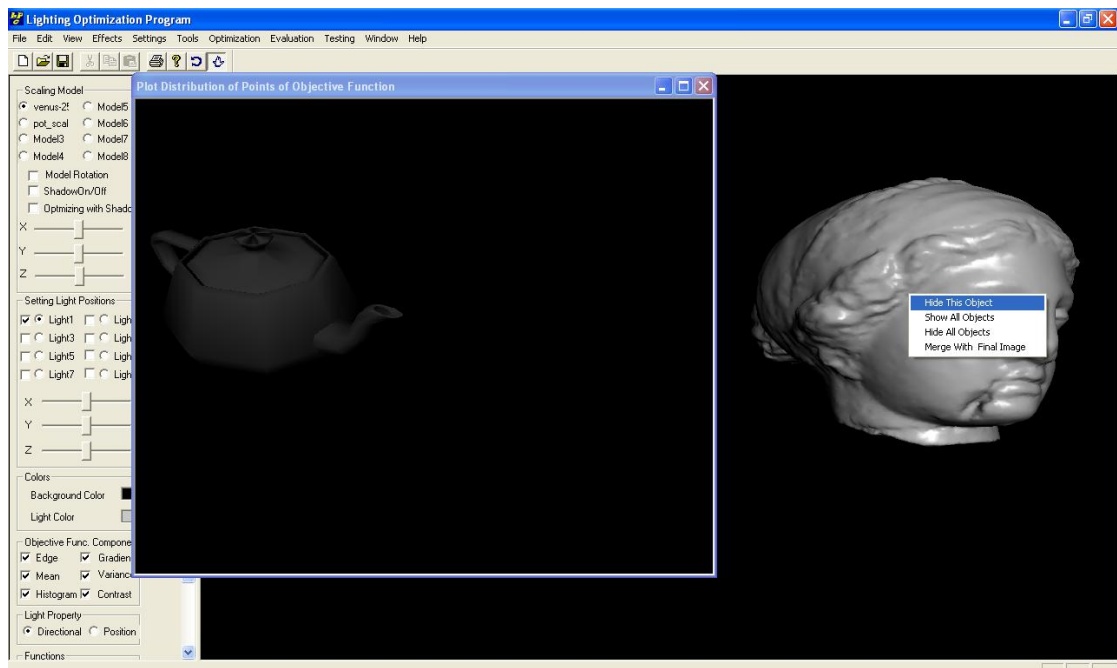 Lighting Optimization Program
File Edit View Effects Settings Tools Optimization Evaluation Testing Window Help
Plot Distribution of Points of Objective Function
Scaling Model
venus-25 Model5
pot_scal Model6
Model3 Model7
Model4 Model8
Model Rotation
ShadowOn/Off
Optmizing with Shado
X
Y
Z
Setting Light Positions
Light1 Ligh
Light3 Ligh
Light5 Ligh
Light7 Ligh
X
Y
Z
Colors
Background Color
Light Color
Objective Func. Compone
Edge Gradien
Mean Variance
Histogram Contrast
Light Property
Directional Position
Functions
Hide This Object
Show All Objects
Hide All Objects
Merge With Final Image